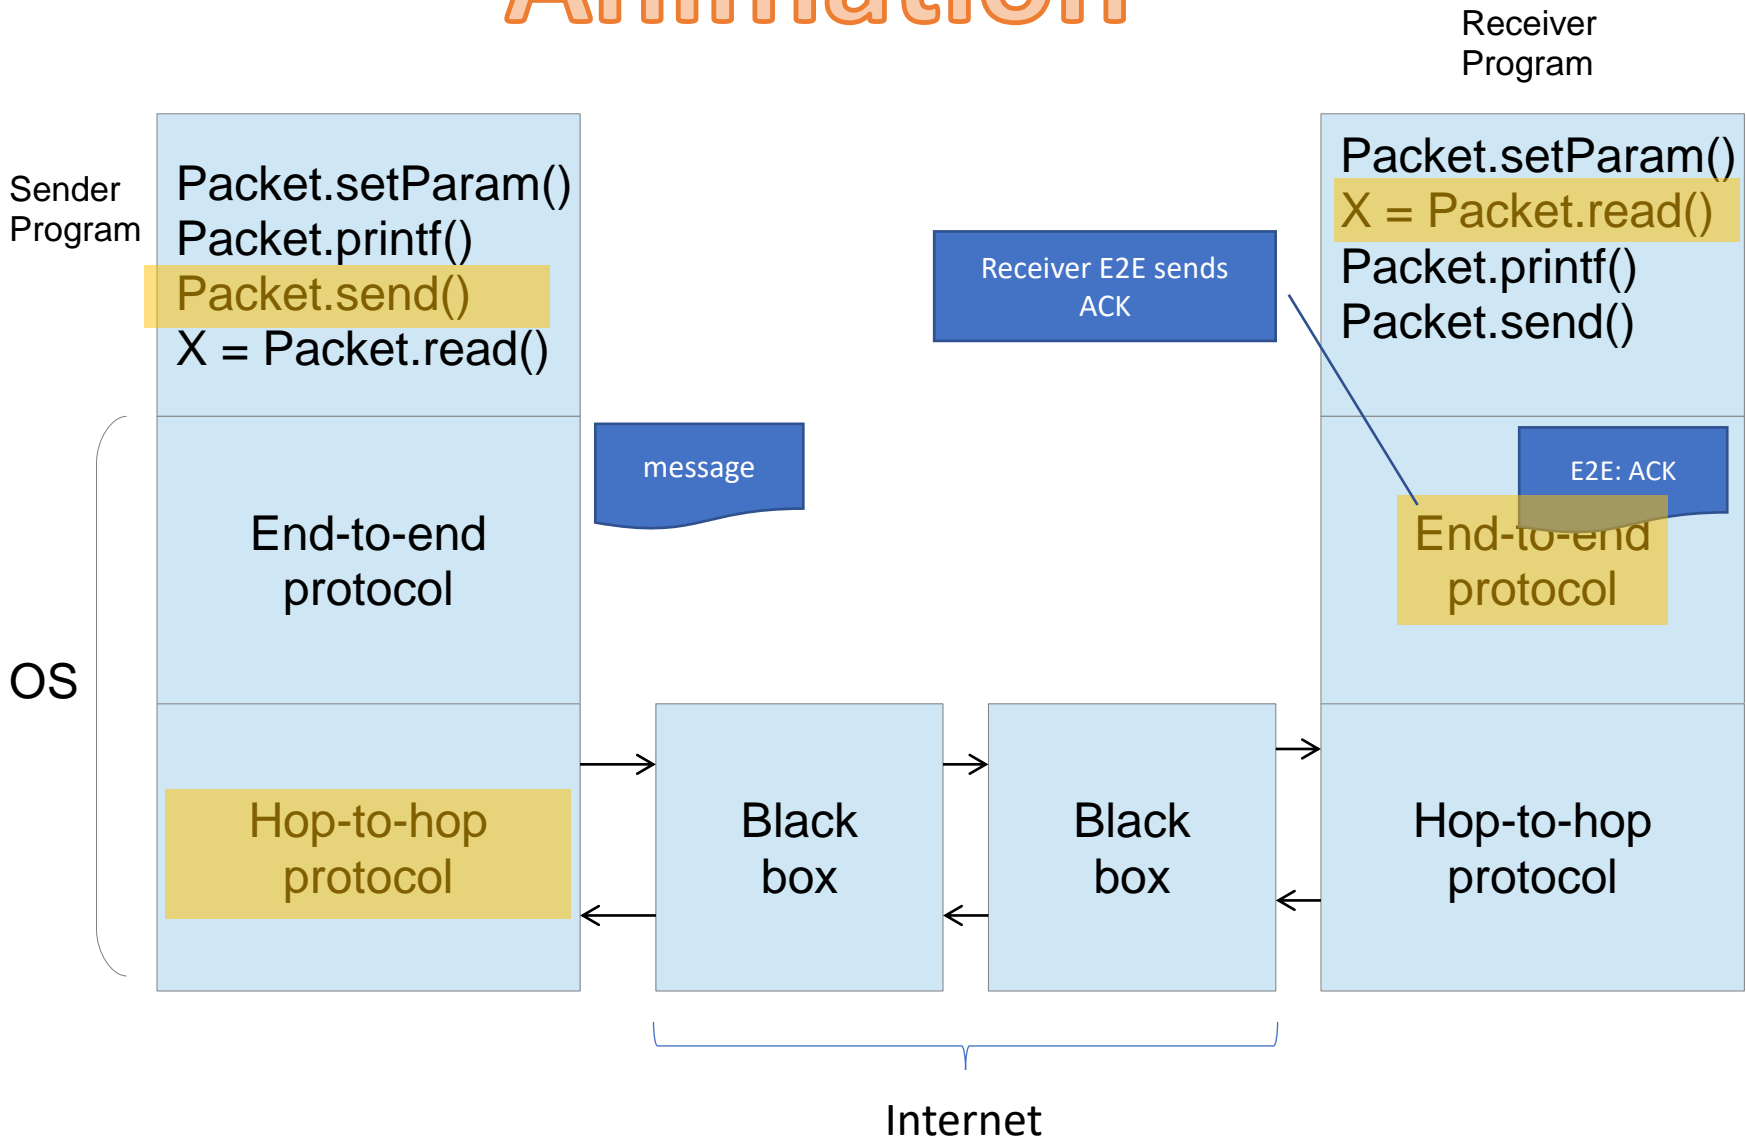 Animation
Receiver
Program
Sender
Program
Packet.setParam()
Packet.printf()
Packet.send()
X = Packet.read()
Receiver E2E sends
ACK
Packet.setParam()
X = Packet.read()
Packet.printf()
Packet.send()
message
E2E: ACK
End-to-end
protocol
End-to-end
protocol
OS
Hop-to-hop
protocol
Black
box
Black
box
Hop-to-hop
protocol
Internet